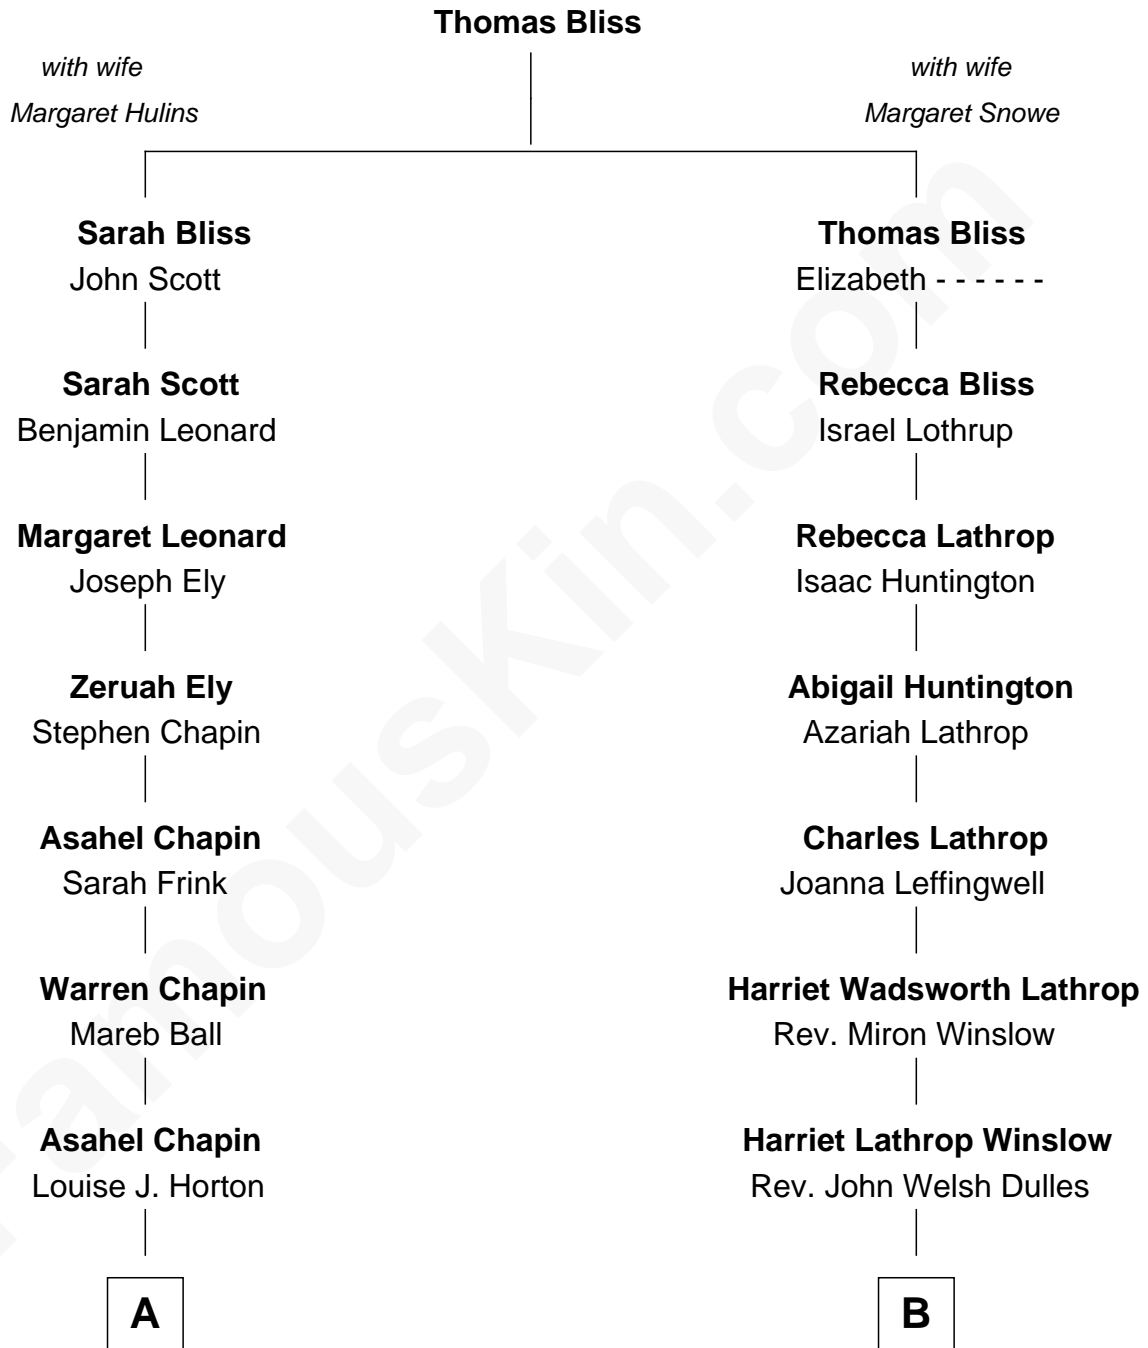 Thomas Bliss
with wife
Margaret Hulins
with wife
Margaret Snowe
Sarah Bliss
John Scott
Thomas Bliss
Elizabeth - - - - - -
Sarah Scott
Benjamin Leonard
Rebecca Bliss
Israel Lothrup
Margaret Leonard
Joseph Ely
Rebecca Lathrop
Isaac Huntington
Zeruah Ely
Stephen Chapin
Abigail Huntington
Azariah Lathrop
Asahel Chapin
Sarah Frink
Charles Lathrop
Joanna Leffingwell
Warren Chapin
Mareb Ball
Harriet Wadsworth Lathrop
Rev. Miron Winslow
Asahel Chapin
Louise J. Horton
Harriet Lathrop Winslow
Rev. John Welsh Dulles
A
B
FamousKin.com